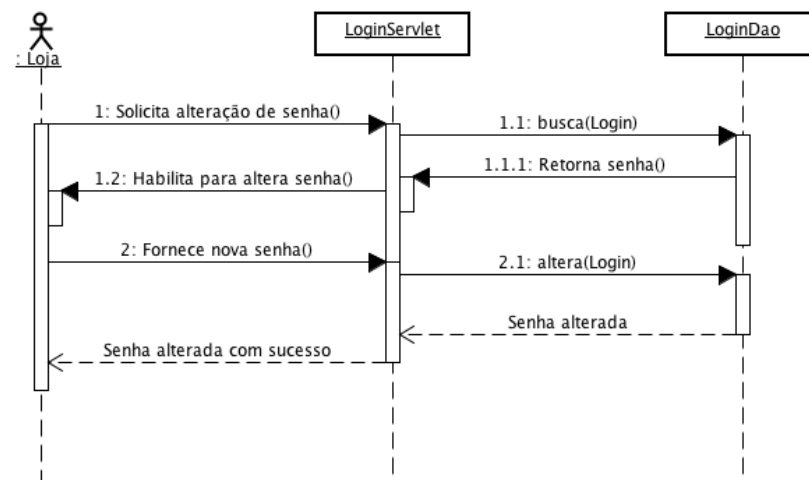 LoginServlet
LoginDao
: Loja
1: Solicita alteração de senha()
1.1: busca(Login)
1.1.1: Retorna senha()
1.2: Habilita para altera senha()
2: Fornece nova senha()
2.1: altera(Login)
Senha alterada
Senha alterada com sucesso